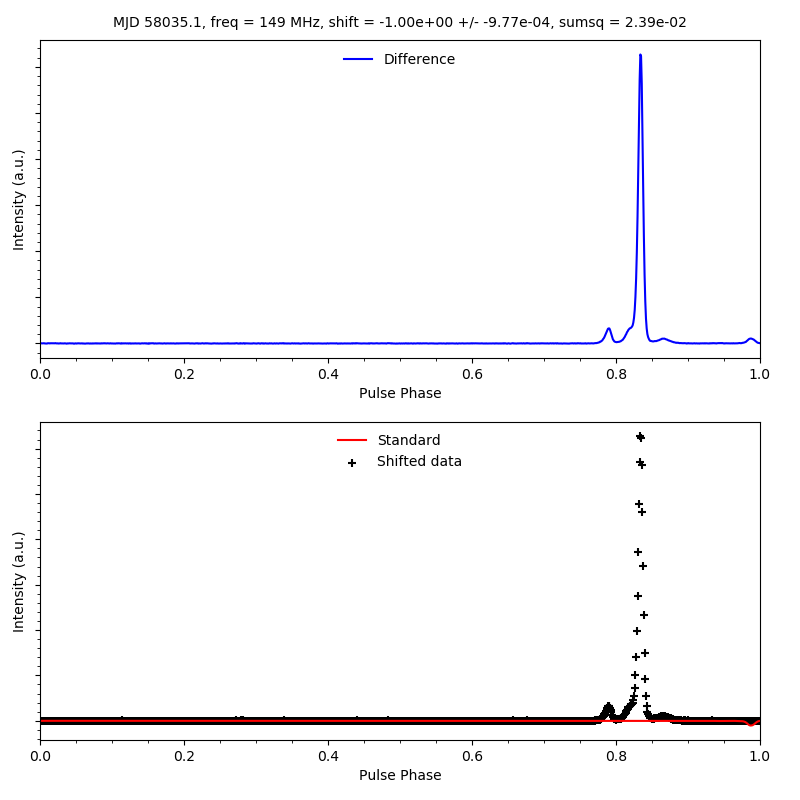 MJD 58035.1, freq = 149 MHz, shift = -1.00e+00 +/- -9.77e-04, sumsq = 2.39e-02
Difference
Intensity (a.u.)
0.0 0.2 0.4 0.6 0.8 1.0
Pulse Phase
Standard
Shifted data
Intensity (a.u.)
0.0 0.2 0.4 0.6 0.8 1.0
Pulse Phase